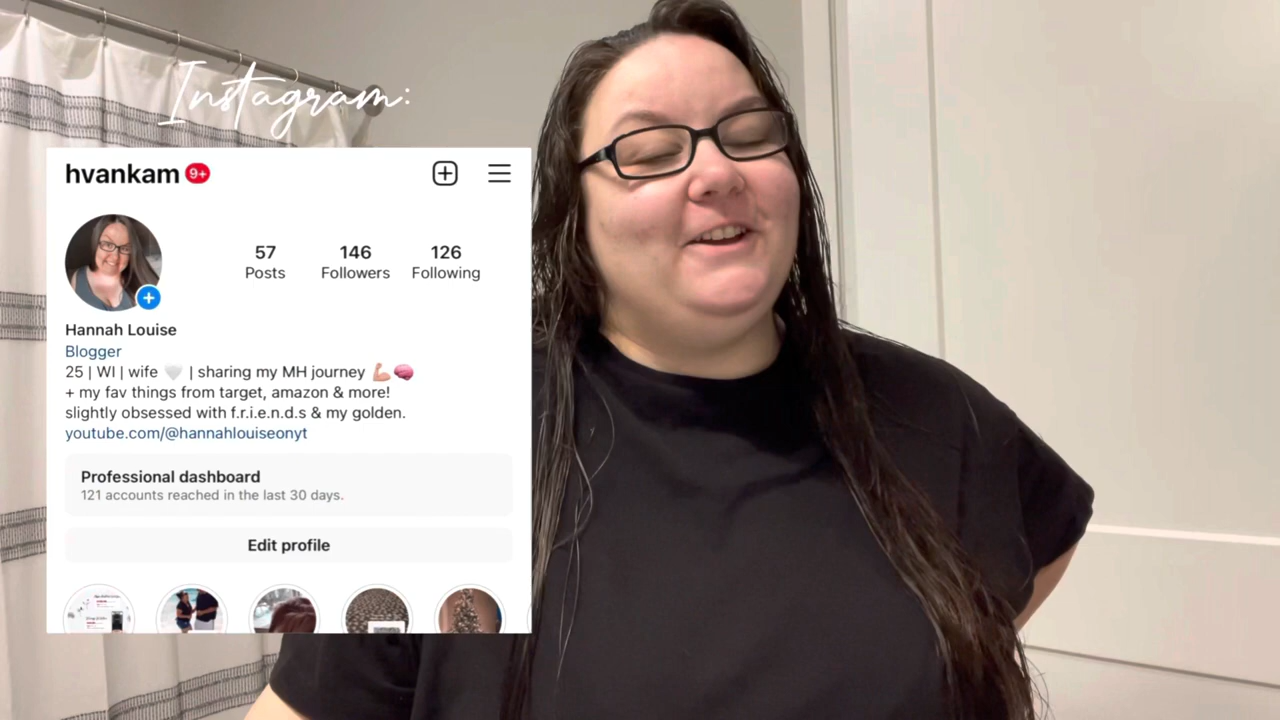 Instagram:
hvankam 9+
57 146 126
Posts Followers Following
Hannah Louise
Blogger
25 | WI | wife 🤍 | sharing my MH journey 💪🏼🧠
+ my fav things from target, amazon & more!
slightly obsessed with f.r.i.e.n.d.s & my golden.
youtube.com/@hannahlouiseonyt
Professional dashboard
121 accounts reached in the last 30 days.
Edit profile